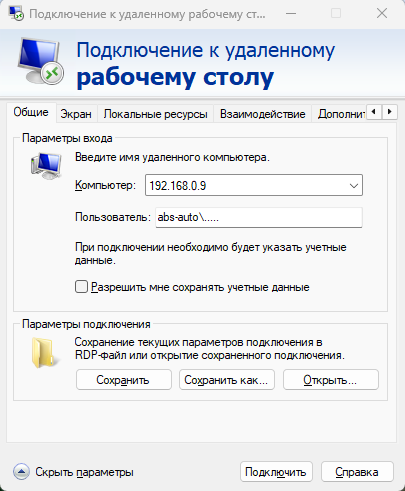 Подключение к удаленному рабочему ст...
Подключение к удаленному
рабочему столу
Общие
Экран
Локальные ресурсы
Взаимодействие
Дополнит
Параметры входа
Введите имя удаленного компьютера.
Компьютер:
192.168.0.9
Пользователь:
abs-auto\.....
При подключении необходимо будет указать учетные
данные.
Разрешить мне сохранять учетные данные
Параметры подключения
Сохранение текущих параметров подключения в
RDP-файл или открытие сохраненного подключения.
Сохранить
Сохранить как...
Открыть...
Скрыть параметры
Подключить
Справка